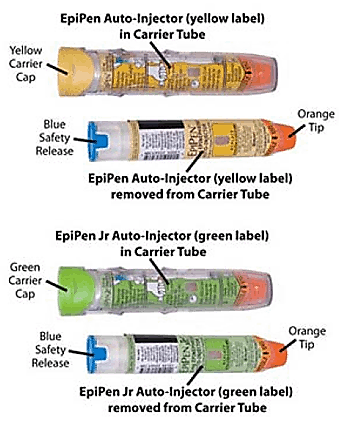 EpiPen Auto-Injector (yellow label)
in Carrier Tube
Yellow
Carrier
Cap
Blue
Safety
Release
EPIPEN
Orange
Tip
EpiPen Auto-Injector (yellow label)
removed from Carrier Tube
EpiPen Jr Auto-Injector (green label)
in Carrier Tube
Green
Carrier
Cap
Blue
Safety
Release
EPIPEN
Orange
Tip
EpiPen Jr Auto-Injector (green label)
removed from Carrier Tube